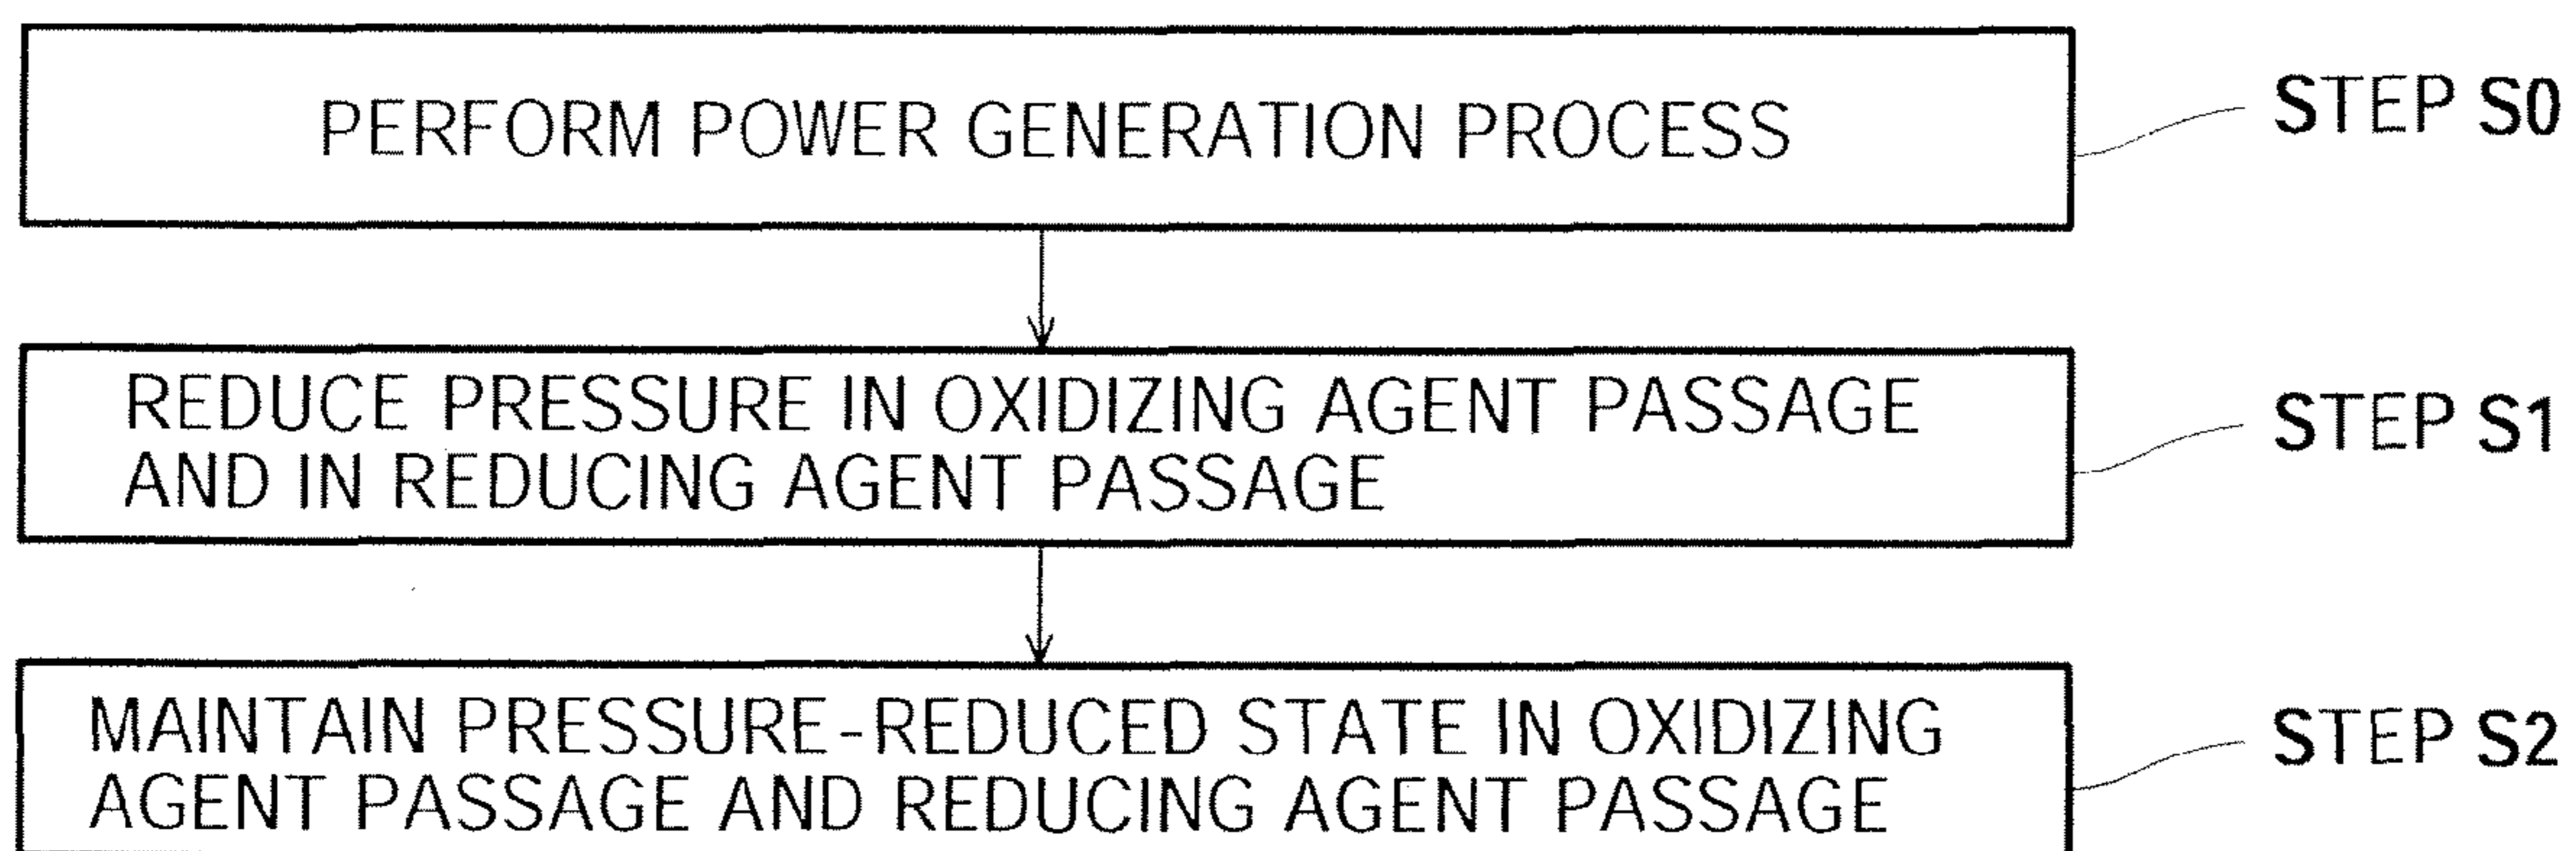 PERFORM POWER GENERATION PROCESS
STEP S0
REDUCE PRESSURE IN OXIDIZING AGENT PASSAGE
AND IN REDUCING AGENT PASSAGE
STEP S1
MAINTAIN PRESSURE-REDUCED STATE IN OXIDIZING
AGENT PASSAGE AND REDUCING AGENT PASSAGE
STEP S2